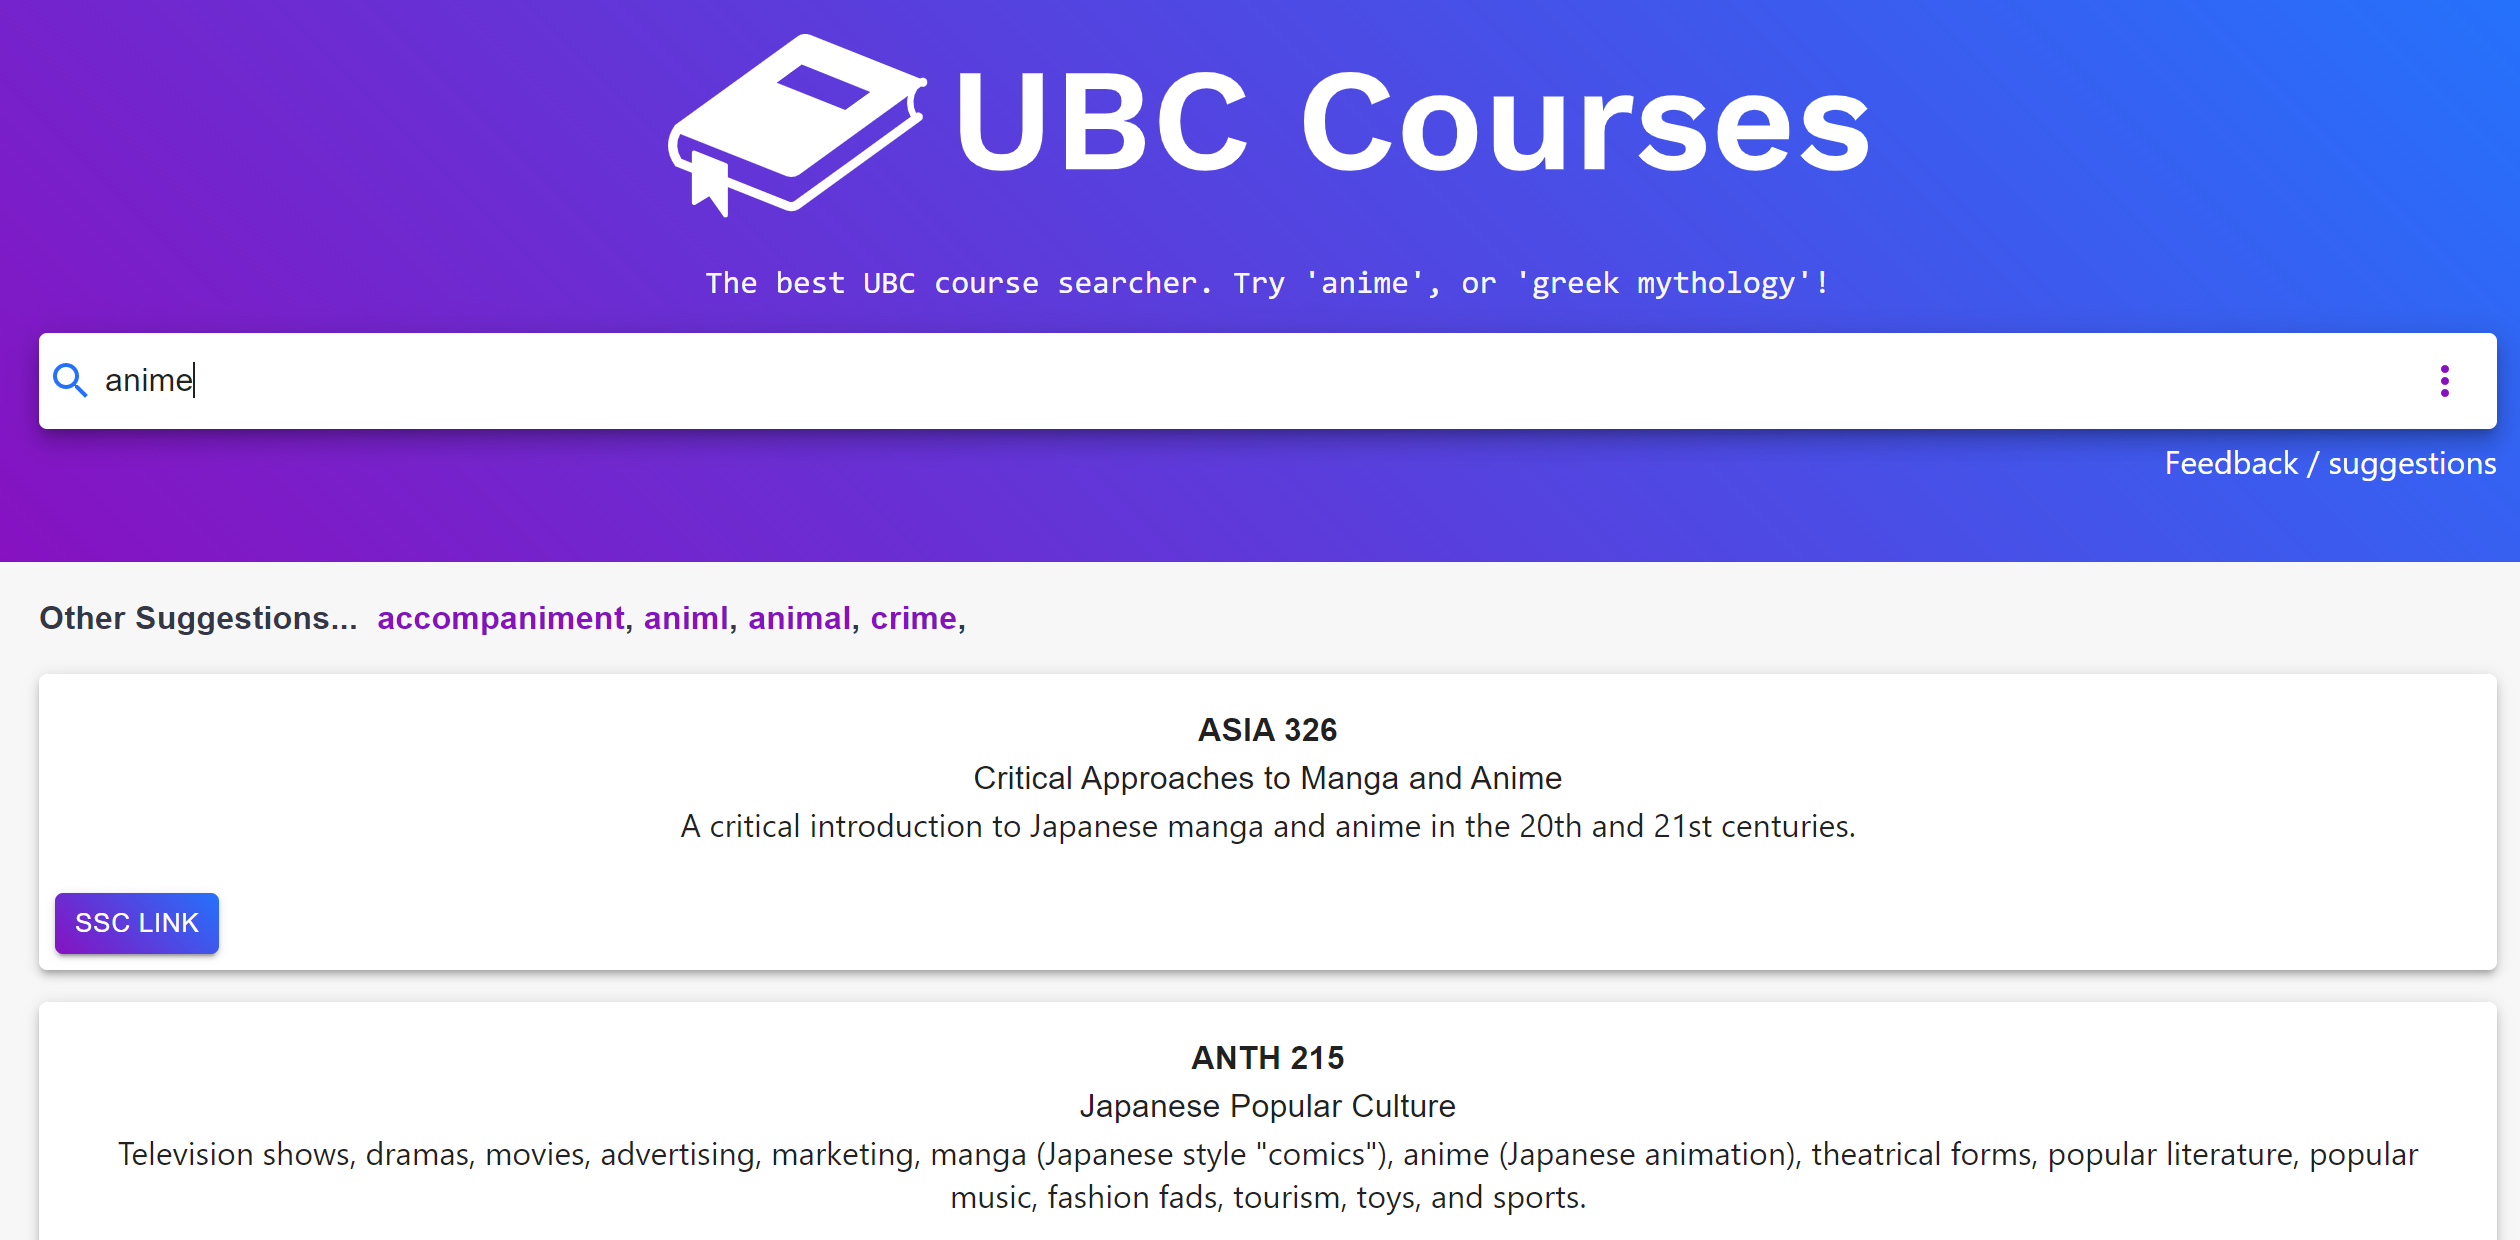 UBC Courses
The best UBC course searcher. Try 'anime', or 'greek mythology'!
anime
Feedback / suggestions
Other Suggestions... accompaniment, animl, animal, crime,
ASIA 326
Critical Approaches to Manga and Anime
A critical introduction to Japanese manga and anime in the 20th and 21st centuries.
SSC LINK
ANTH 215
Japanese Popular Culture
Television shows, dramas, movies, advertising, marketing, manga (Japanese style "comics"), anime (Japanese animation), theatrical forms, popular literature, popular
music, fashion fads, tourism, toys, and sports.